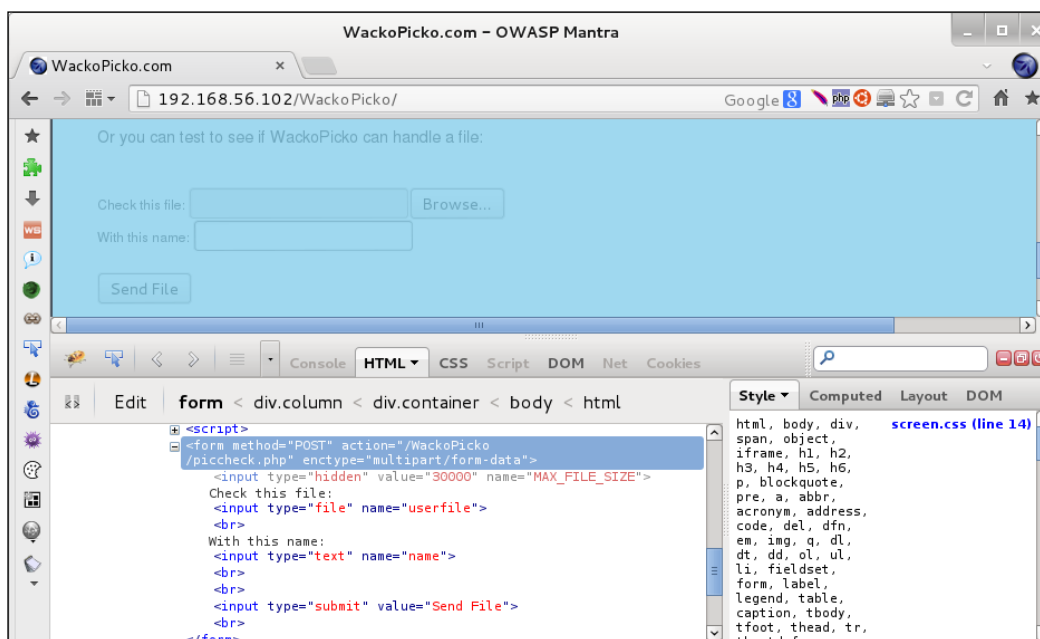 WackoPicko.com - OWASP Mantra
WackoPicko.com ×
192.168.56.102/WackoPicko/
Google 8 php
Or you can test to see if WackoPicko can handle a file:
Check this file: Browse...
With this name:
Send File
WS
Console HTML CSS Script DOM Net Cookies
Edit form < div.column < div.container < body < html
Style Computed Layout DOM
<script>
<form method="POST" action="/WackoPicko
/piccheck.php" enctype="multipart/form-data">
<input type="hidden" value="30000" name="MAX_FILE_SIZE">
Check this file:
<input type="file" name="userfile">
<br>
With this name:
<input type="text" name="name">
<br>
<br>
<input type="submit" value="Send File">
<br>
</form>
html, body, div, screen.css (line 14)
span, object,
iframe, h1, h2,
h3, h4, h5, h6,
p, blockquote,
pre, a, abbr,
acronym, address,
code, del, dfn,
em, img, q, dl,
dt, dd, ol, ul,
li, fieldset,
form, label,
legend, table,
caption, tbody,
tfoot, thead, tr,